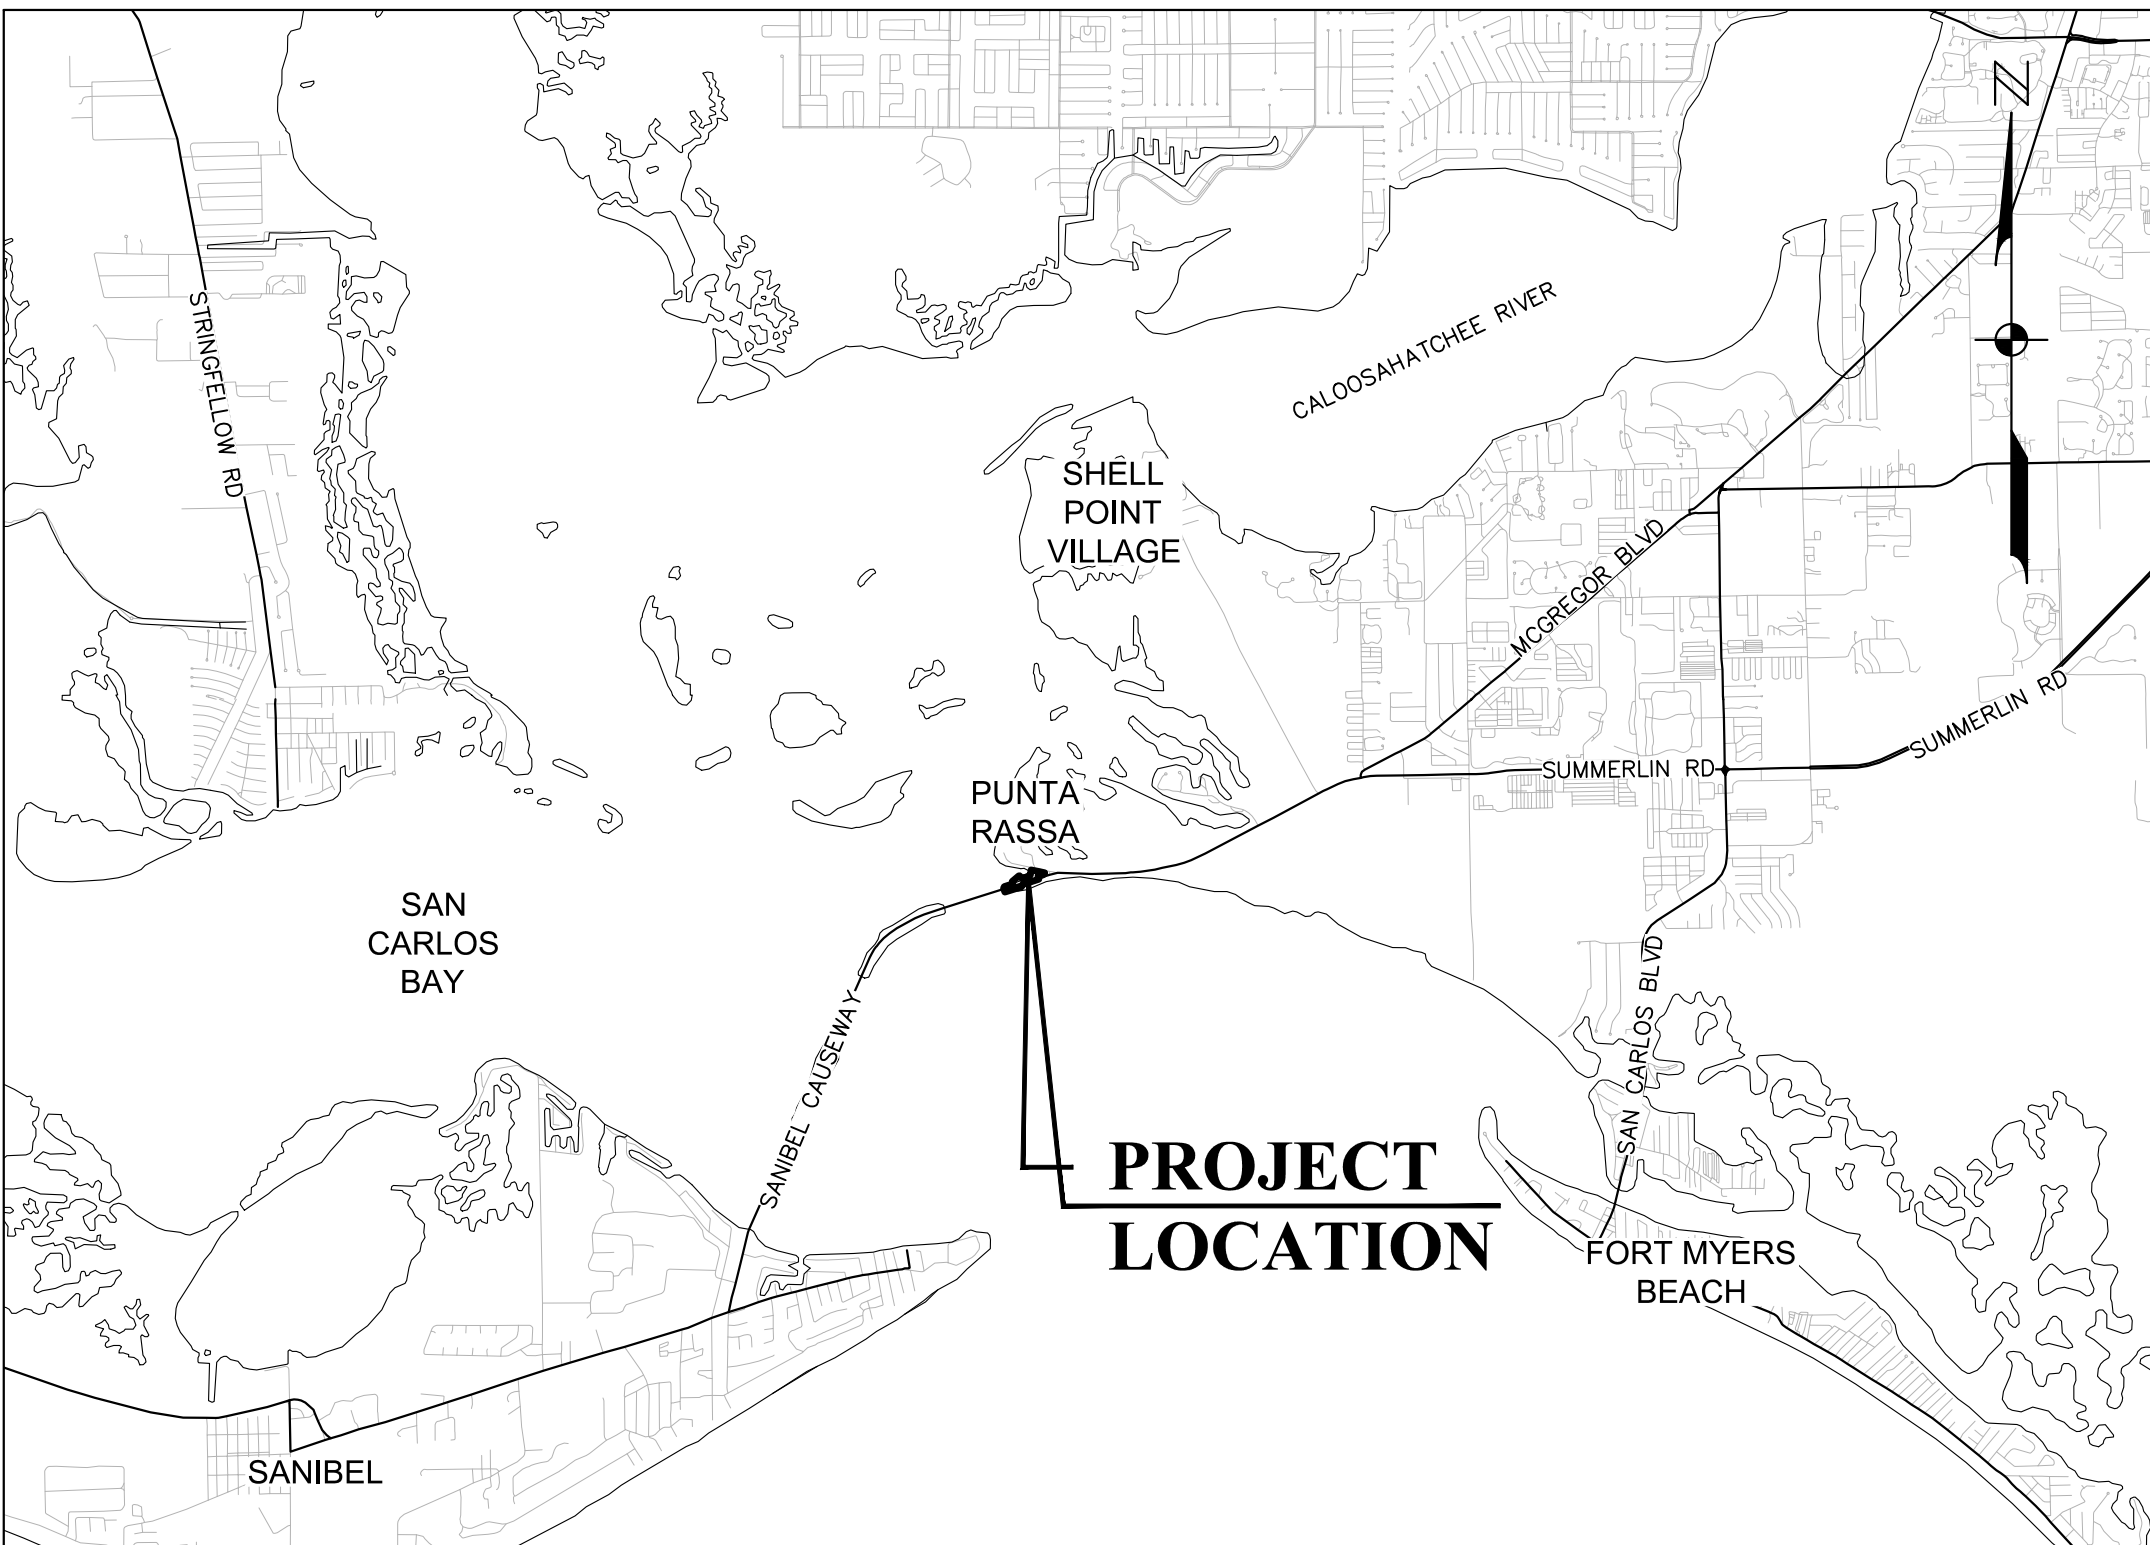 N
STRINGFELLOW RD
CALOOSAHATCHEE RIVER
SHELL
POINT
VILLAGE
MCGREGOR BLVD
SUMMERLIN RD
SUMMERLIN RD
PUNTA
RASSA
SAN
CARLOS
BAY
SAN CARLOS BLVD
SANIBEL CAUSEWAY
PROJECT
LOCATION
FORT MYERS
BEACH
SANIBEL